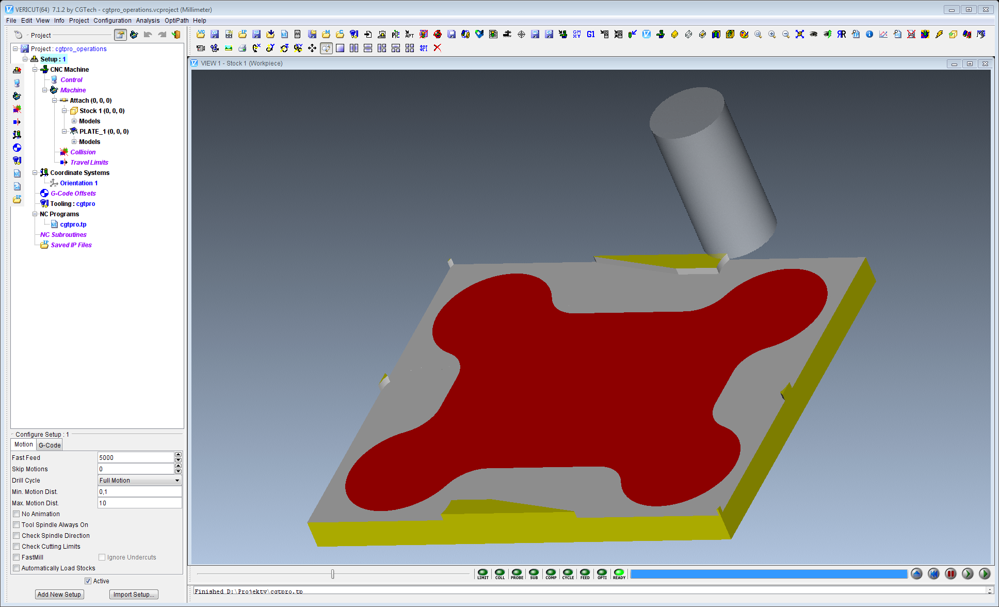 VERICUT(64) 7.1.2 by CGTech - cgtpro_operations.vcproject (Millimeter)
File Edit View Info Project Configuration Analysis OptiPath Help
Project
Project : cgtpro_operations
Setup : 1
CNC Machine
Control
Machine
Attach (0, 0, 0)
Stock 1 (0, 0, 0)
Models
PLATE_1 (0, 0, 0)
Models
Collision
Travel Limits
Coordinate Systems
Orientation 1
G-Code Offsets
Tooling : cgtpro
NC Programs
cgtpro.tp
NC Subroutines
Saved IP Files
Configure Setup : 1
Motion G-Code
Fast Feed 5000
Skip Motions 0
Drill Cycle Full Motion
Min. Motion Dist. 0,1
Max. Motion Dist. 10
No Animation
Tool Spindle Always On
Check Spindle Direction
Check Cutting Limits
FastMill Ignore Undercuts
Automatically Load Stocks
Active
Add New Setup Import Setup...
VIEW 1 - Stock 1 (Workpiece)
LIMIT COLL PROBE SUB COMP CYCLE FEED OPTI READY
Finished D:\Projekty\cgtpro.tp